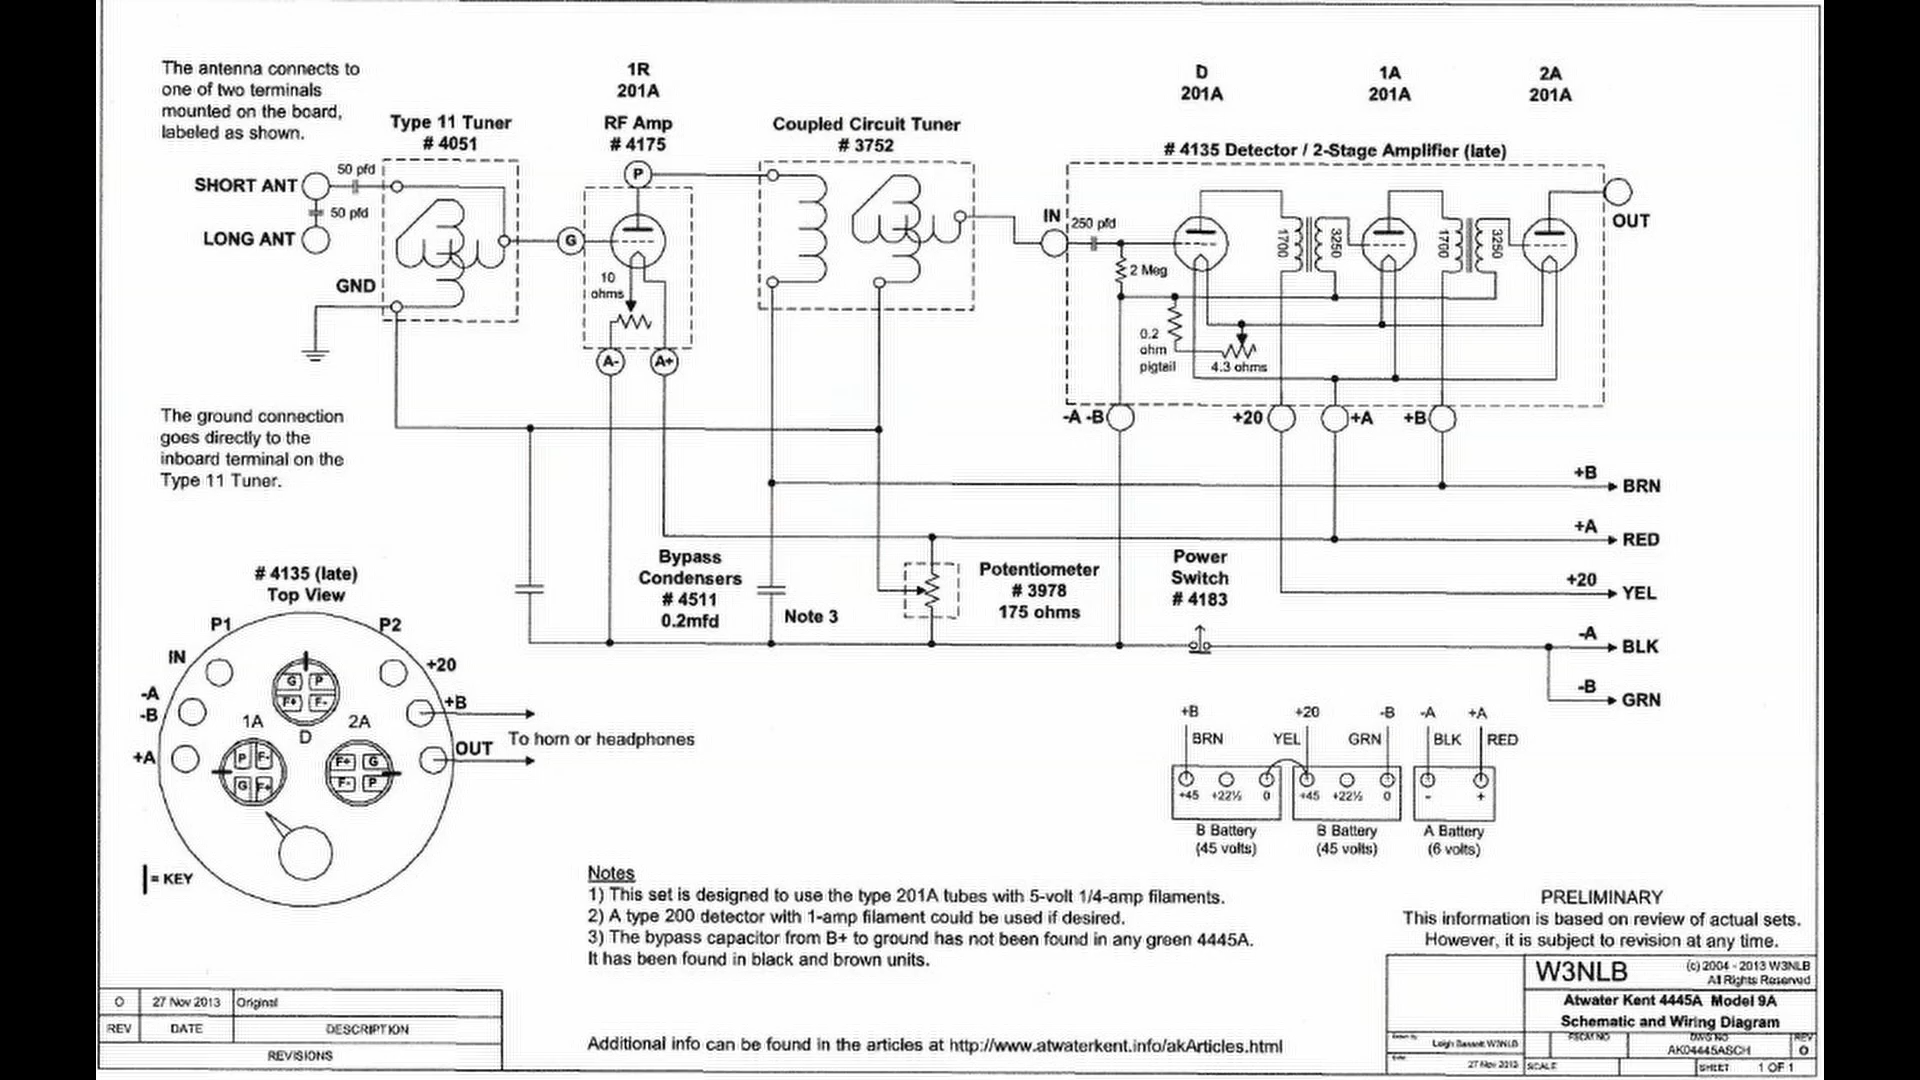 The antenna connects to
one of two terminals
mounted on the board,
labeled as shown.
SHORT ANT
50 pfd
50 pfd
LONG ANT
GND
Type 11 Tuner
# 4051
1R
201A
RF Amp
# 4175
P
G
10
ohms
A-
A+
Coupled Circuit Tuner
# 3752
D
201A
1A
201A
2A
201A
# 4135 Detector / 2-Stage Amplifier (late)
IN
250 pfd
2 Meg
1700
3250
1700
3250
OUT
0.2
ohm
pigtail
4.3 ohms
-A -B
+20
+A
+B
The ground connection
goes directly to the
inboard terminal on the
Type 11 Tuner.
+B
BRN
+A
RED
+20
YEL
-A
BLK
-B
GRN
Bypass
Condensers
# 4511
0.2mfd
Note 3
Potentiometer
# 3978
175 ohms
Power
Switch
# 4183
# 4135 (late)
Top View
P1
P2
IN
+20
-A
-B
+B
+A
OUT
To horn or headphones
G P
F+ F-
D
1A
P F-
G F+
2A
F+ G
F- P
= KEY
+B
+20
-B
-A
+A
BRN
YEL
GRN
BLK
RED
+45 +22½ 0
+45 +22½ 0
- +
B Battery
(45 volts)
B Battery
(45 volts)
A Battery
(6 volts)
Notes
1) This set is designed to use the type 201A tubes with 5-volt 1/4-amp filaments.
2) A type 200 detector with 1-amp filament could be used if desired.
3) The bypass capacitor from B+ to ground has not been found in any green 4445A.
It has been found in black and brown units.
Additional info can be found in the articles at http://www.atwaterkent.info/akArticles.html
PRELIMINARY
This information is based on review of actual sets.
However, it is subject to revision at any time.
O 27 Nov 2013 Original
REV DATE DESCRIPTION
REVISIONS
W3NLB
(c) 2004 - 2013 W3NLB
All Rights Reserved
Atwater Kent 4445A Model 9A
Schematic and Wiring Diagram
Leigh Bassett W3NLB
27 Nov 2013
FSCM NO
DWG NO
AK04445ASCH
REV
O
SCALE
SHEET 1 OF 1